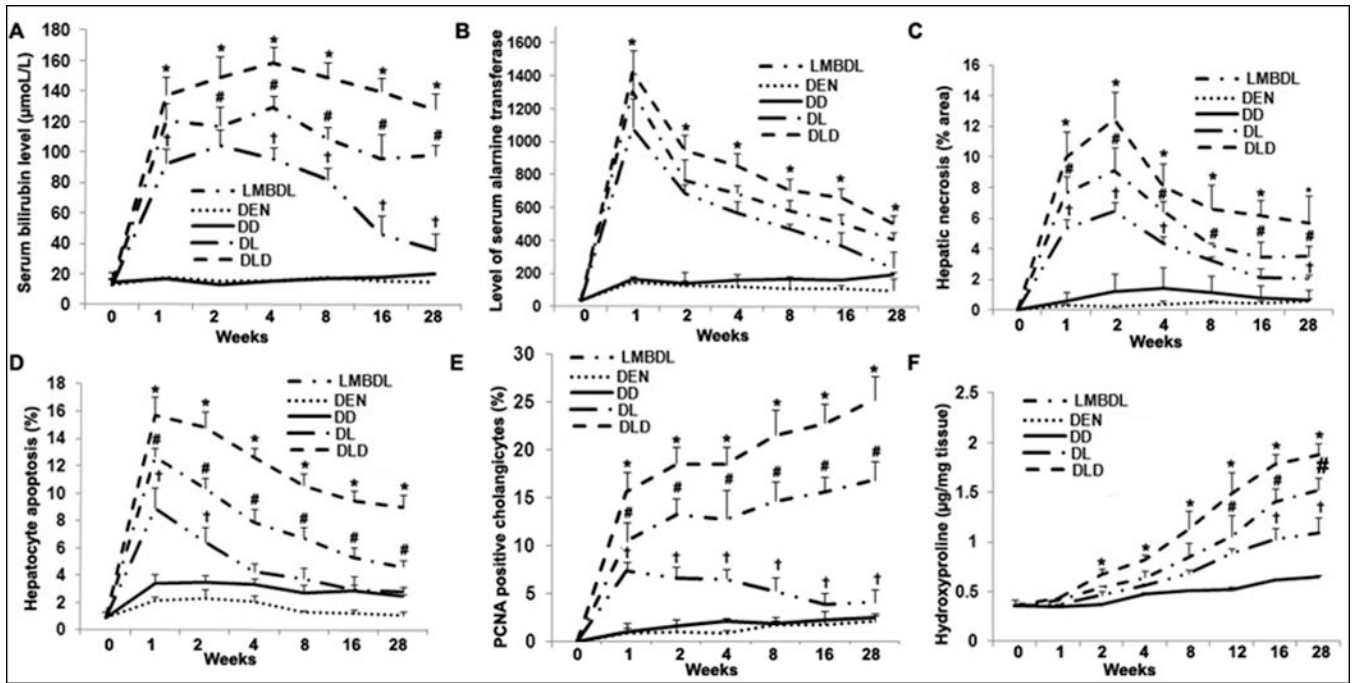 A
Serum bilirubin level (µmoL/L)
180
160
140
120
100
80
60
40
20
0
* * * * * *
# # # # #
† † † † †
LMBDL
DEN
DD
DL
DLD
0 1 2 4 8 16 28
Weeks
B
Level of serum alarnine transferase
1600
1400
1200
1000
800
600
400
200
0
* * * * * *
LMBDL
DEN
DD
DL
DLD
0 1 2 4 8 16 28
Weeks
C
Hepatic necrosis (% area)
16
14
12
10
8
6
4
2
0
* * * * * *
# # # # # #
† † † †
LMBDL
DEN
DD
DL
DLD
0 1 2 4 8 16 28
Weeks
D
Hepatocyte apoptosis (%)
18
16
14
12
10
8
6
4
2
0
* * * * * *
# # # # # #
† †
LMBDL
DEN
DD
DL
DLD
0 1 2 4 8 16 28
Weeks
E
PCNA positive cholangicytes (%)
30
25
20
15
10
5
0
* * * * * *
# # # # # #
† † † † † †
LMBDL
DEN
DD
DL
DLD
0 1 2 4 8 16 28
Weeks
F
Hydroxyproline (µg/mg tissue)
2.5
2
1.5
1
0.5
0
* * * * * *
# # #
† †
LMBDL
DEN
DD
DL
DLD
0 1 2 4 8 12 16 28
Weeks